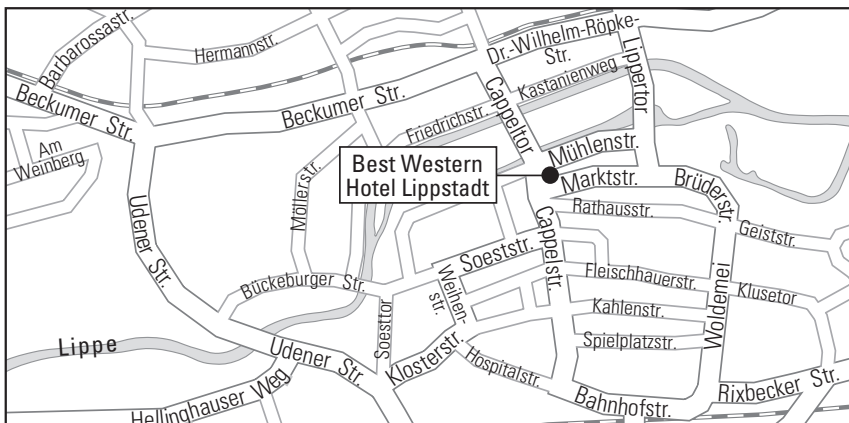 Barbarossastr.
Hermannstr.
Dr.-Wilhelm-Röpke-
Str.
Lippertor
Beckumer Str.
Beckumer Str.
Kastanienweg
Cappeltor
Friedrichstr.
Am
Weinberg
Mühlenstr.
Best Western
Hotel Lippstadt
Marktstr.
Brüderstr.
Möllerstr.
Rathausstr.
Geiststr.
Udener Str.
Cappelstr.
Soeststr.
Weihen-
str.
Fleischhauerstr.
Klusetor
Bückeburger Str.
Kahlenstr.
Woldemei
Soesttor
Spielplatzstr.
Lippe
Udener Str.
Klosterstr.
Hospitalstr.
Rixbecker Str.
Bahnhofstr.
Hellinghauser Weg